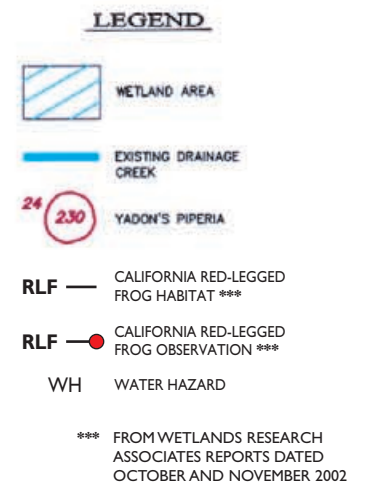 LEGEND
WETLAND AREA
EXISTING DRAINAGE
CREEK
24
230
YADON'S PIPERIA
RLF
CALIFORNIA RED-LEGGED
FROG HABITAT ***
RLF
CALIFORNIA RED-LEGGED
FROG OBSERVATION ***
WH WATER HAZARD
*** FROM WETLANDS RESEARCH
ASSOCIATES REPORTS DATED
OCTOBER AND NOVEMBER 2002